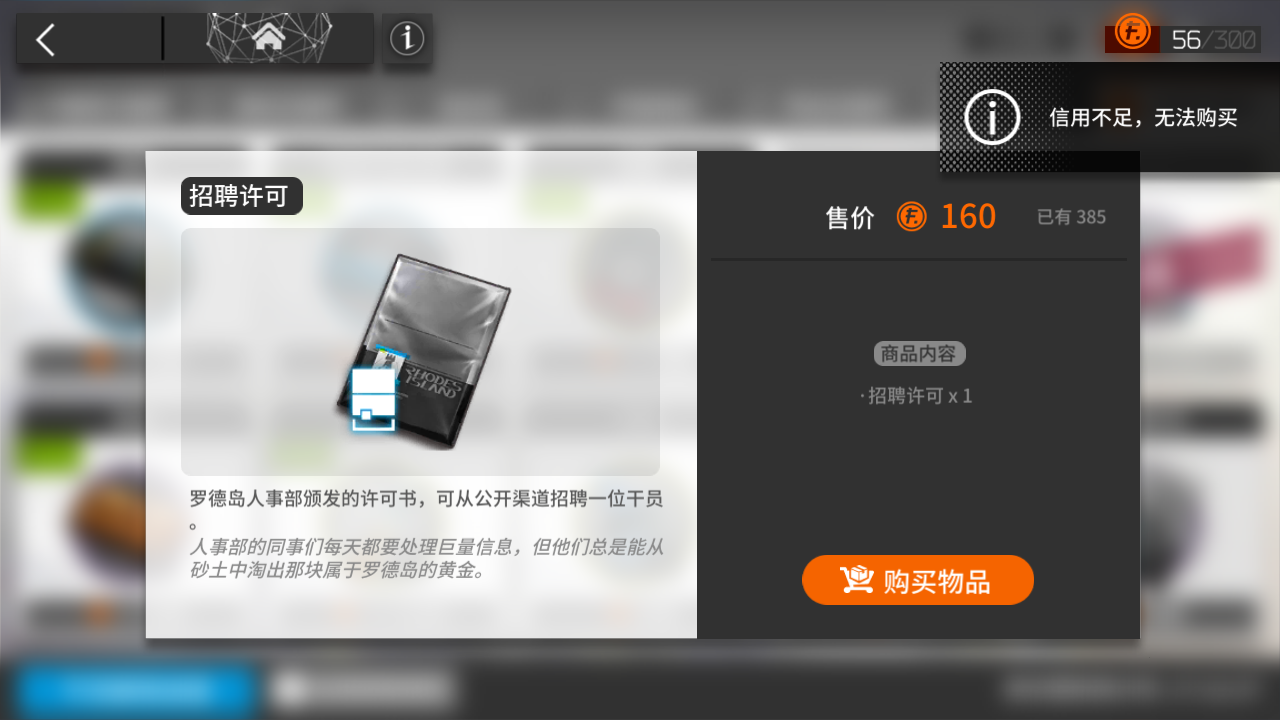 56/300
信用不足，无法购买
招聘许可
售价 160 已有 385
RHODES
ISLAND
商品内容
·招聘许可 x 1
罗德岛人事部颁发的许可书，可从公开渠道招聘一位干员
。
人事部的同事们每天都要处理巨量信息，但他们总是能从
砂土中淘出那块属于罗德岛的黄金。
购买物品